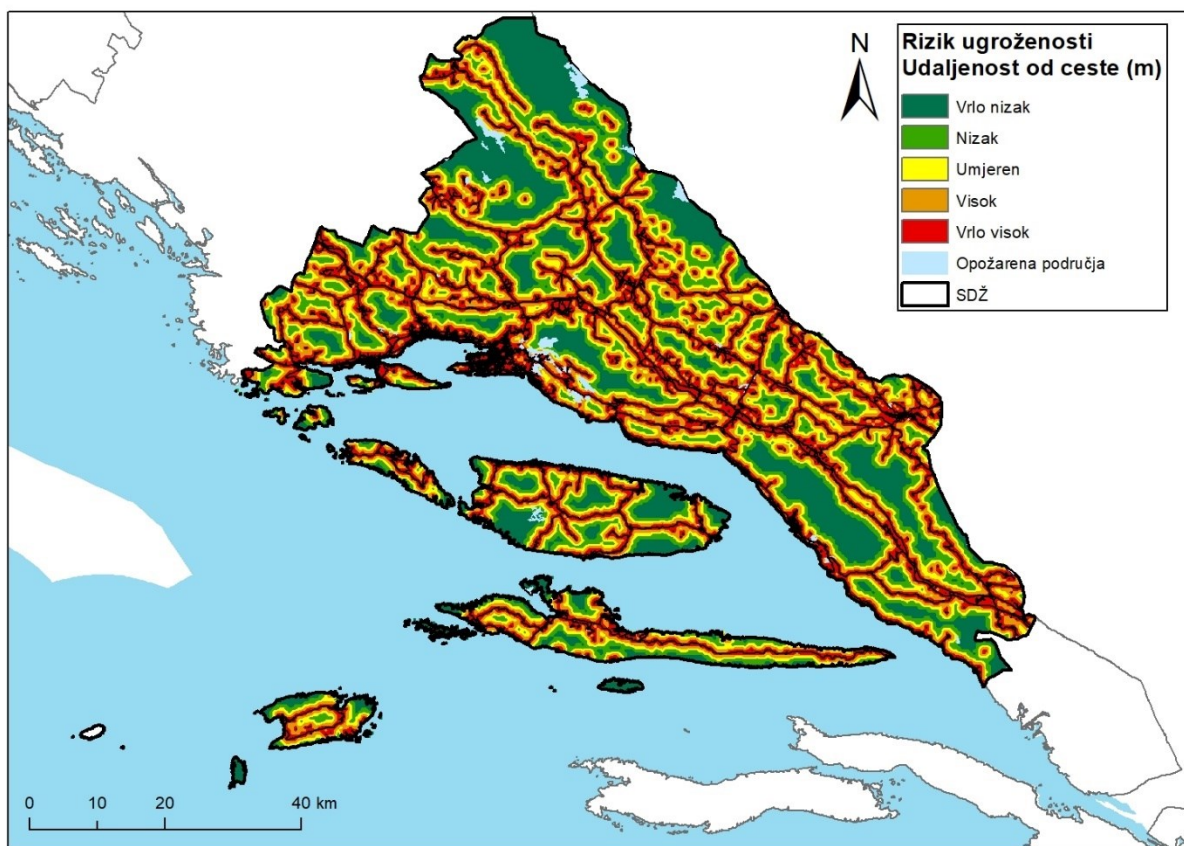 N
Rizik ugroženosti
Udaljenost od ceste (m)
Vrlo nizak
Nizak
Umjeren
Visok
Vrlo visok
Opožarena područja
SDŽ
0 10 20 40 km